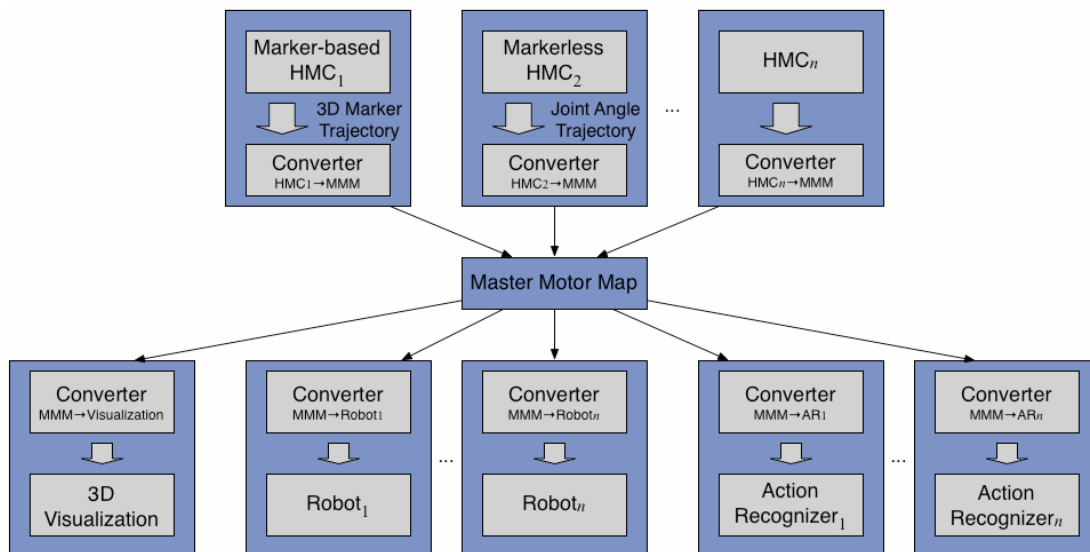 Marker-based
HMC1
3D Marker
Trajectory
Converter
HMC1→MMM
Markerless
HMC2
Joint Angle
Trajectory
Converter
HMC2→MMM
...
HMCn
Converter
HMCn→MMM
Master Motor Map
Converter
MMM→Visualization
3D
Visualization
Converter
MMM→Robot1
Robot1
...
Converter
MMM→Robotn
Robotn
Converter
MMM→AR1
Action
Recognizer1
...
Converter
MMM→ARn
Action
Recognizern